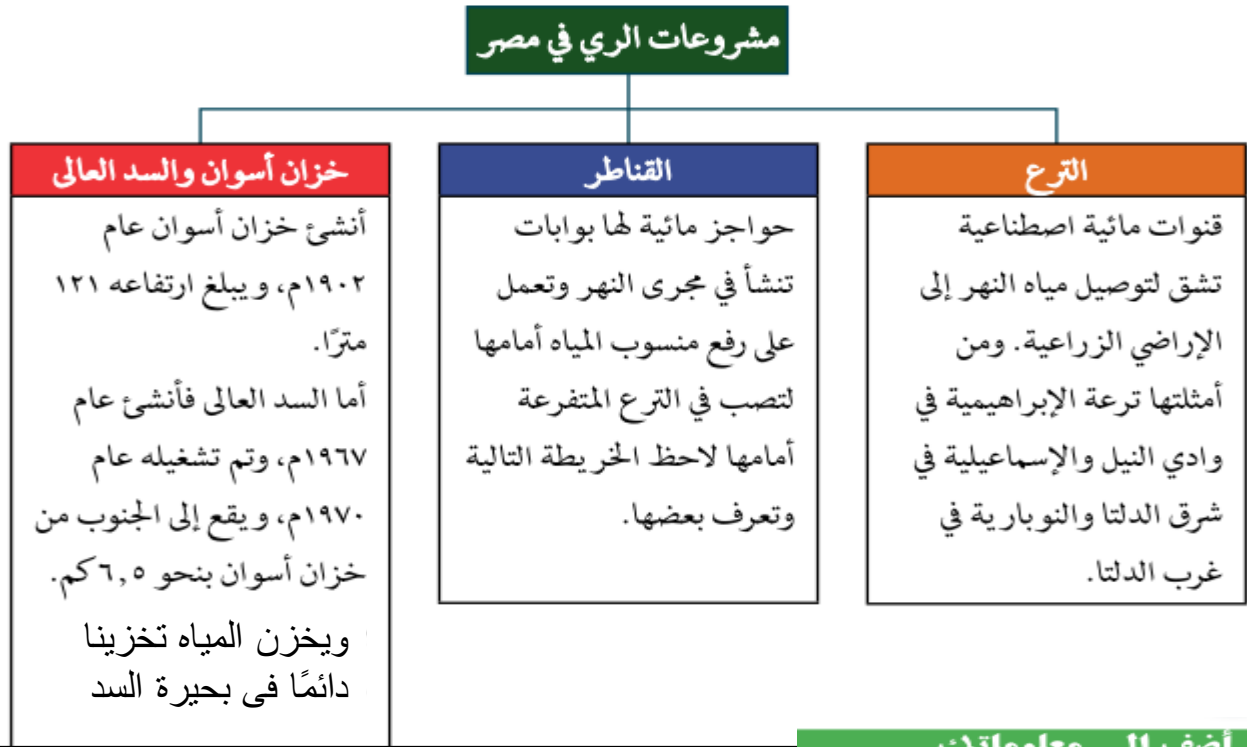 مشروعات الري في مصر
الترع
قنوات مائية اصطناعية
تشق لتوصيل مياه النهر إلى
الإراضي الزراعية. ومن
أمثلتها ترعة الإبراهيمية في
وادي النيل والإسماعيلية في
شرق الدلتا والنوبارية في
غرب الدلتا.
القناطر
حواجز مائية لها بوابات
تنشأ في مجرى النهر وتعمل
على رفع منسوب المياه أمامها
لتصب في الترع المتفرعة
أمامها لاحظ الخريطة التالية
وتعرف بعضها.
خزان أسوان والسد العالى
أنشئ خزان أسوان عام
١٩٠٢م، ويبلغ ارتفاعه ١٢١
مترًا.
أما السد العالى فأنشئ عام
١٩٦٧م، وتم تشغيله عام
١٩٧٠م، ويقع إلى الجنوب من
خزان أسوان بنحو ٦,٥ كم.
ويخزن المياه تخزينا
دائمًا فى بحيرة السد